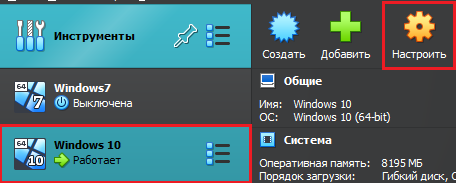 Инструменты
Создать
Добавить
Настроить
64
7
Windows7
Выключена
64
10
Windows 10
Работает
Общие
Имя: Windows 10
ОС: Windows 10 (64-bit)
Система
Оперативная память: 8195 МБ
Порядок загрузки: Гибкий диск,